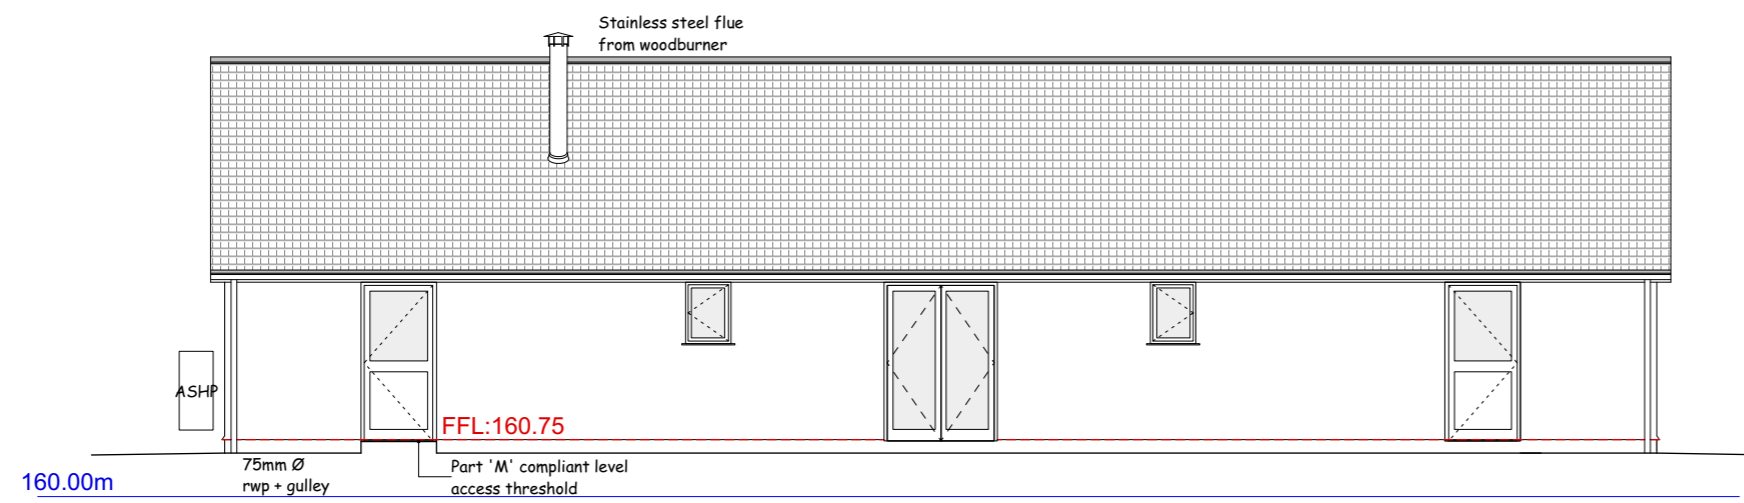 Stainless steel flue
from woodburner
ASHP
FFL:160.75
75mm Ø
rwp + gulley
Part 'M' compliant level
access threshold
160.00m